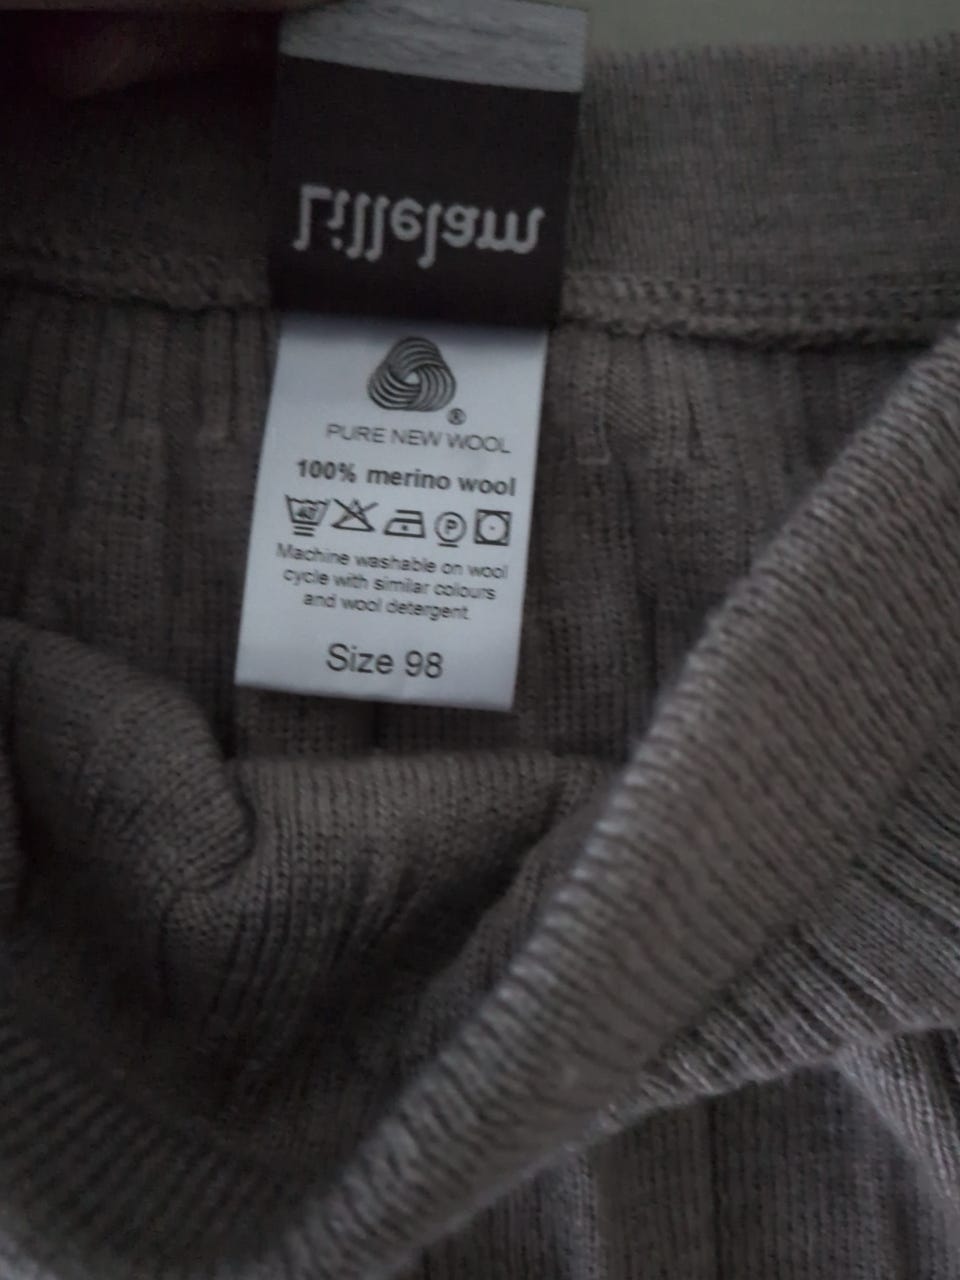 Lillelam
®
PURE NEW WOOL
100% merino wool
40 P
Machine washable on wool
cycle with similar colours
and wool detergent.
Size 98